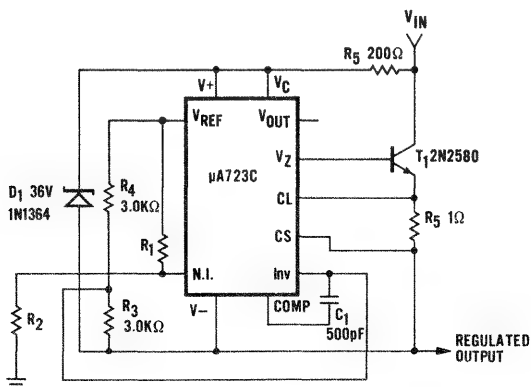 V_IN
R5 200Ω
V+
V_C
V_REF
V_OUT
μA723C
V_Z
T1 2N2580
D1 36V
1N1364
R4
3.0KΩ
CL
R5 1Ω
R1
CS
N.I.
Inv
R2
R3
3.0KΩ
V−
COMP
C1
500pF
REGULATED
OUTPUT